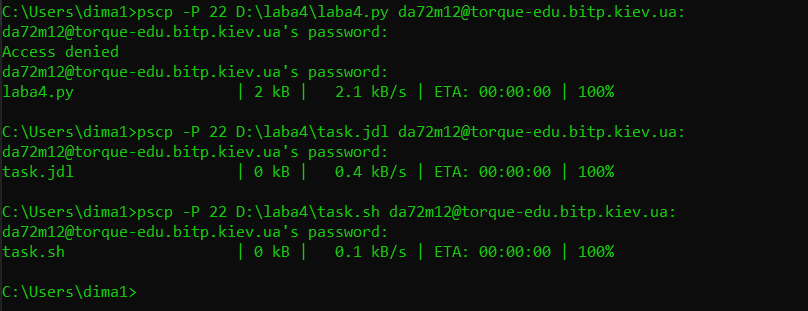 C:\Users\dima1>pscp -P 22 D:\laba4\laba4.py da72m12@torque-edu.bitp.kiev.ua:
da72m12@torque-edu.bitp.kiev.ua's password:
Access denied
da72m12@torque-edu.bitp.kiev.ua's password:
laba4.py | 2 kB | 2.1 kB/s | ETA: 00:00:00 | 100%
C:\Users\dima1>pscp -P 22 D:\laba4\task.jdl da72m12@torque-edu.bitp.kiev.ua:
da72m12@torque-edu.bitp.kiev.ua's password:
task.jdl | 0 kB | 0.4 kB/s | ETA: 00:00:00 | 100%
C:\Users\dima1>pscp -P 22 D:\laba4\task.sh da72m12@torque-edu.bitp.kiev.ua:
da72m12@torque-edu.bitp.kiev.ua's password:
task.sh | 0 kB | 0.1 kB/s | ETA: 00:00:00 | 100%
C:\Users\dima1>